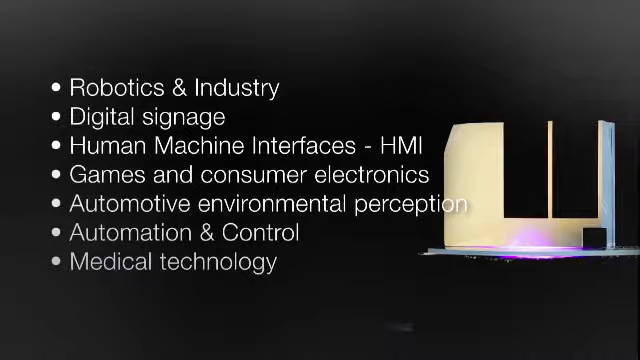 • Robotics & Industry
• Digital signage
• Human Machine Interfaces - HMI
• Games and consumer electronics
• Automotive environmental perception
• Automation & Control
• Medical technology